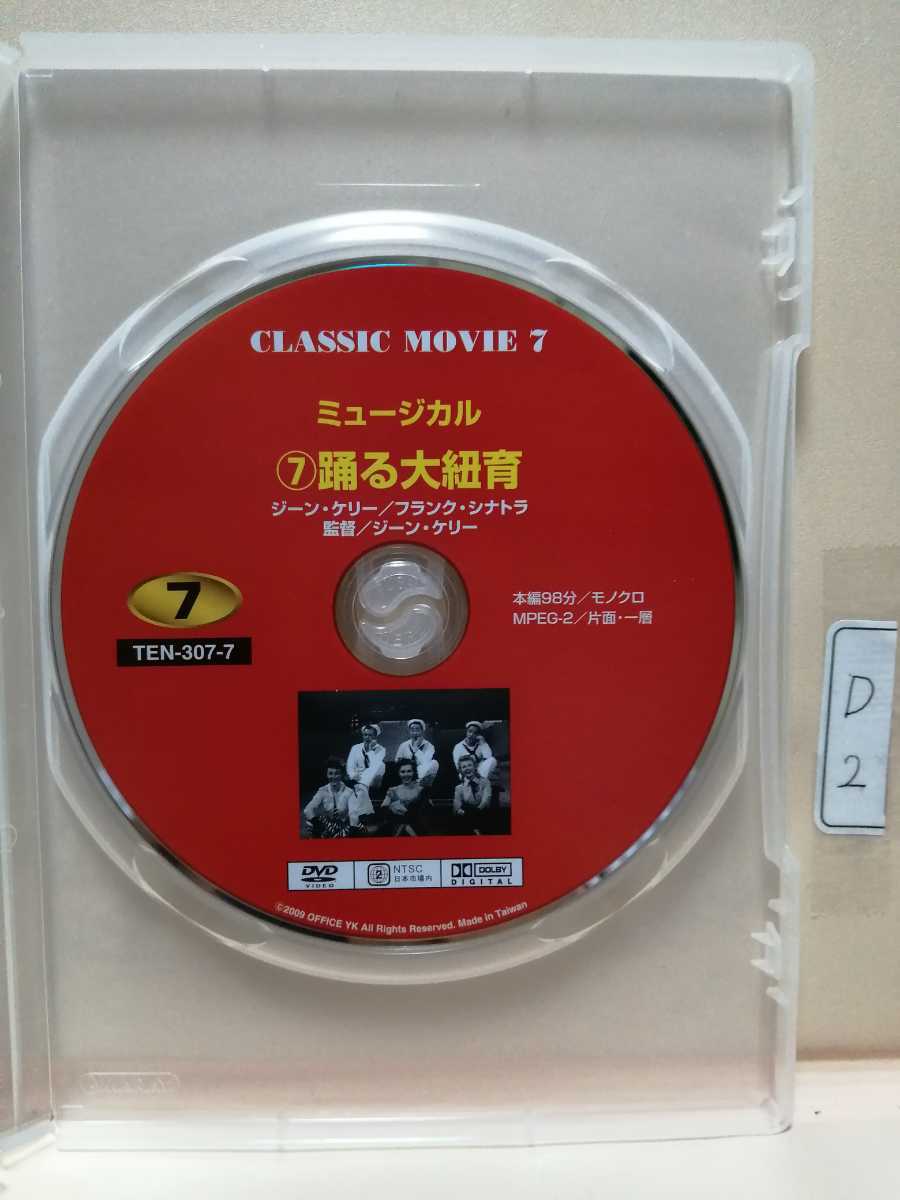 CLASSIC MOVIE 7
ミュージカル
⑦踊る大紐育
ジーン・ケリー／フランク・シナトラ
監督／ジーン・ケリー
7
TEN-307-7
本編98分／モノクロ
MPEG-2／片面・一層
DVD
VIDEO
2
NTSC
日本市場内
DOLBY
DIGITAL
©2009 OFFICE YK All Rights Reserved. Made in Taiwan
D
2